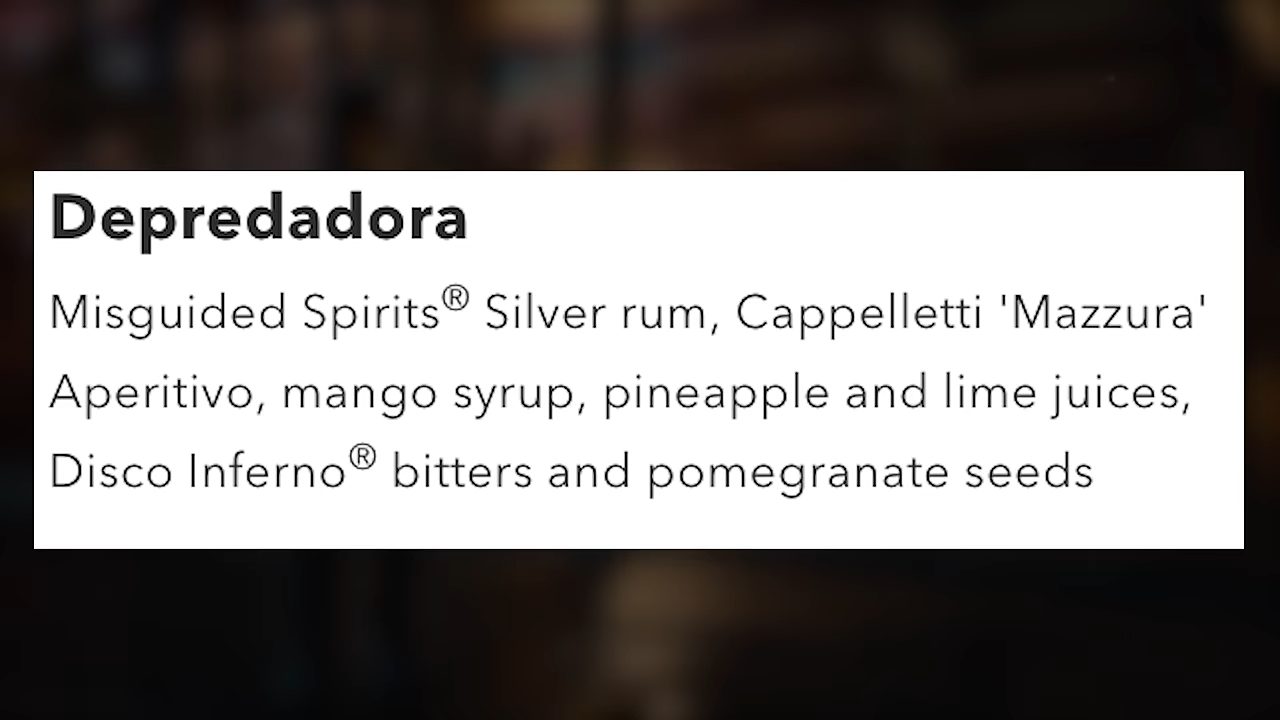 Depredadora
Misguided Spirits® Silver rum, Cappelletti 'Mazzura'
Aperitivo, mango syrup, pineapple and lime juices,
Disco Inferno® bitters and pomegranate seeds